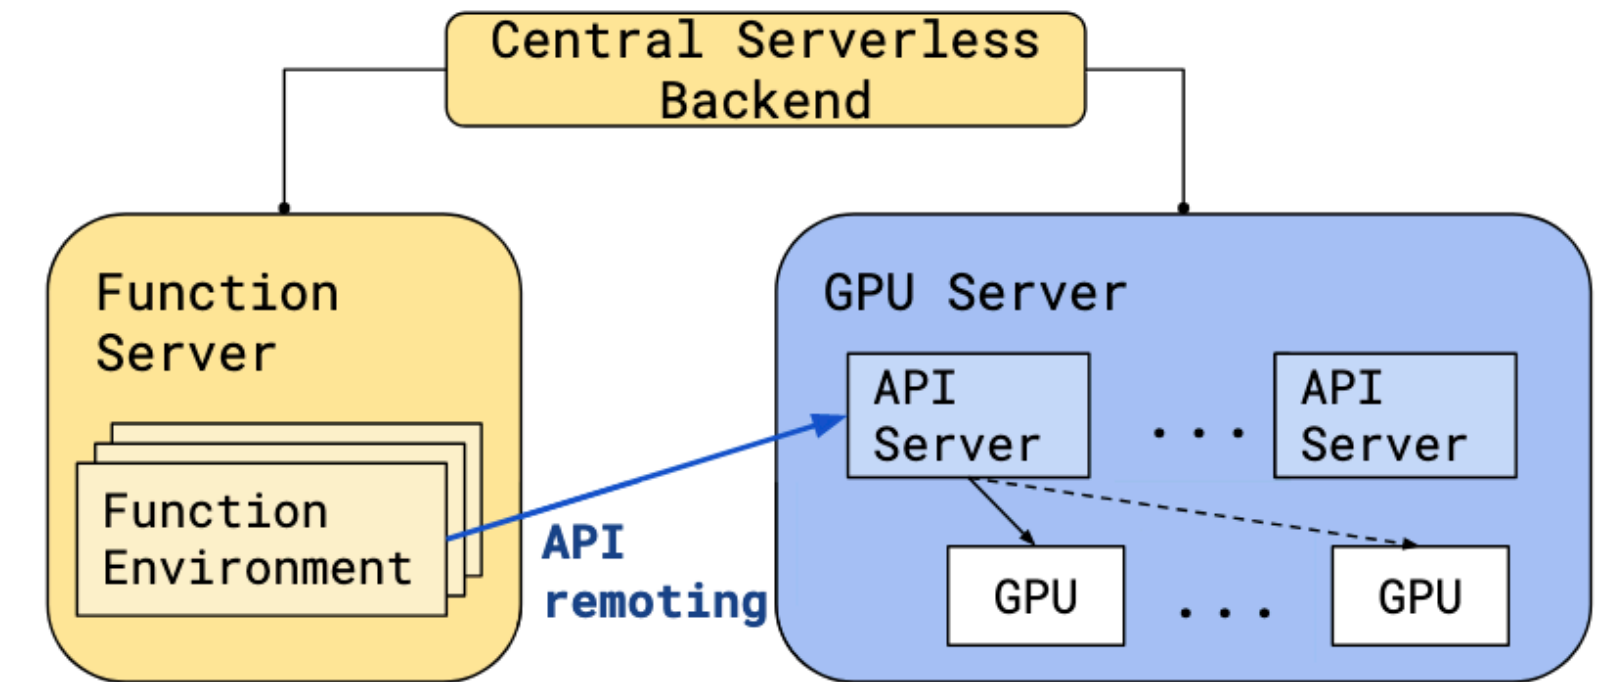 Central Serverless
Backend
Function
Server
GPU Server
API
Server
...
API
Server
Function
Environment
API
remoting
GPU
...
GPU